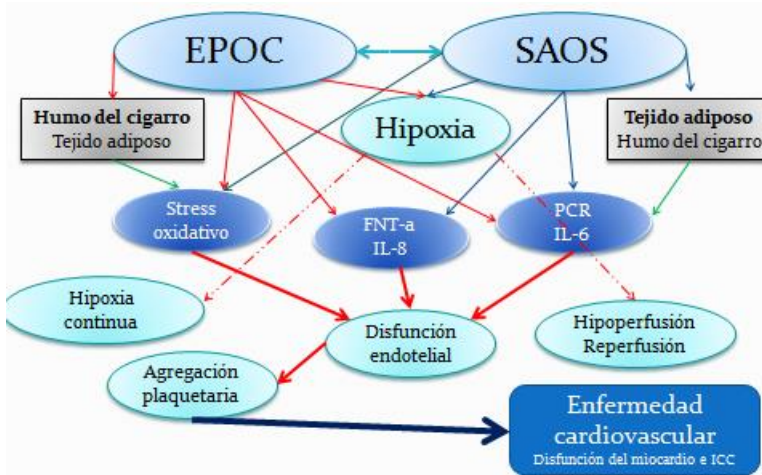 EPOC
SAOS
Humo del cigarro
Tejido adiposo
Hipoxia
Tejido adiposo
Humo del cigarro
Stress
oxidativo
FNT-a
IL-8
PCR
IL-6
Hipoxia
continua
Disfunción
endotelial
Hipoperfusión
Reperfusión
Agregación
plaquetaria
Enfermedad
cardiovascular
Disfunción del miocardio e ICC